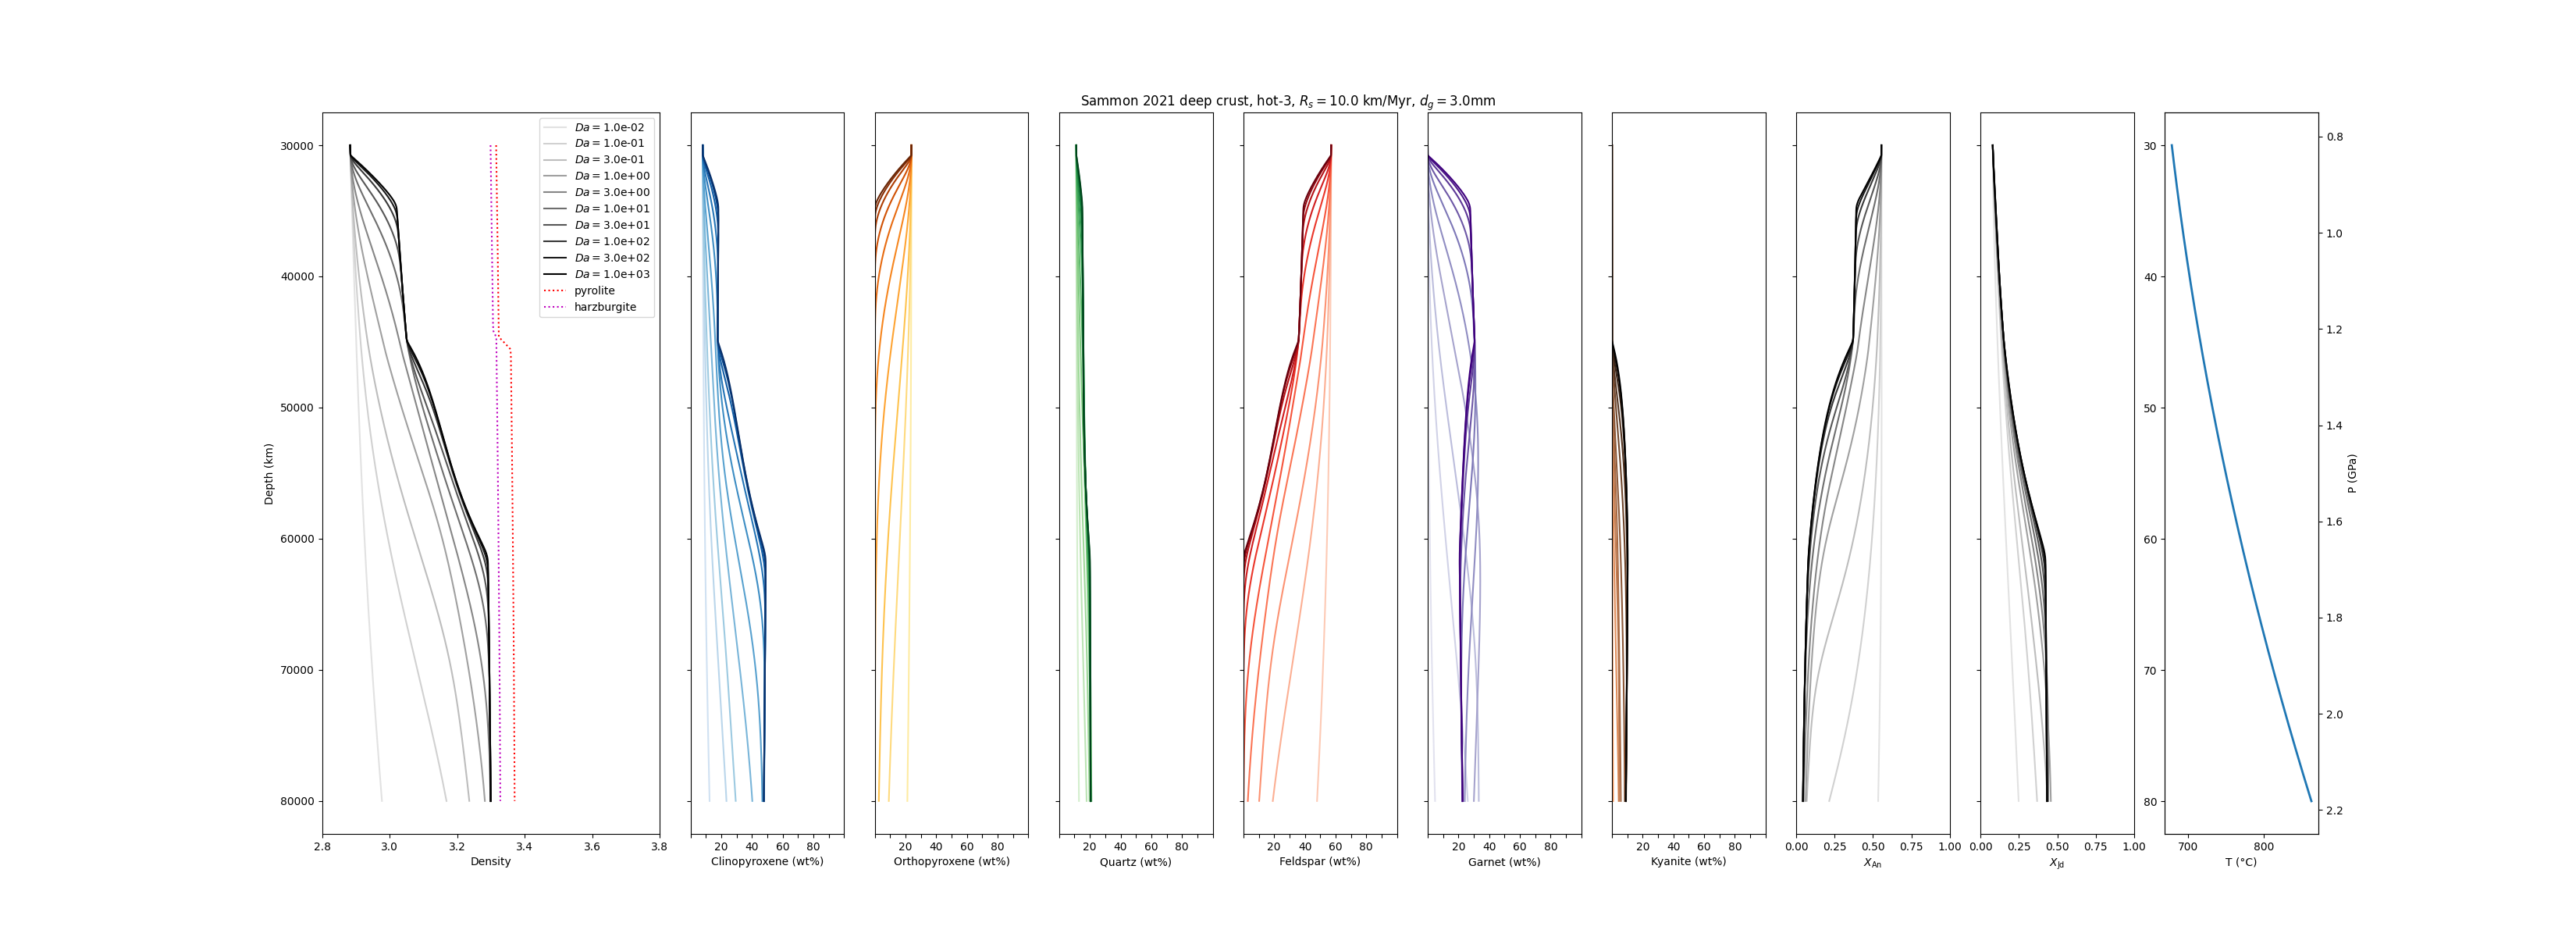 Sammon 2021 deep crust, hot-3, Rs = 10.0 km/Myr, dg = 3.0mm
Da = 1.0e-02
Da = 1.0e-01
Da = 3.0e-01
Da = 1.0e+00
Da = 3.0e+00
Da = 1.0e+01
Da = 3.0e+01
Da = 1.0e+02
Da = 3.0e+02
Da = 1.0e+03
pyrolite
harzburgite
Depth (km)
30000
40000
50000
60000
70000
80000
2.8 3.0 3.2 3.4 3.6 3.8
Density
20 40 60 80
Clinopyroxene (wt%)
20 40 60 80
Orthopyroxene (wt%)
20 40 60 80
Quartz (wt%)
20 40 60 80
Feldspar (wt%)
20 40 60 80
Garnet (wt%)
20 40 60 80
Kyanite (wt%)
0.00 0.25 0.50 0.75 1.00
XAn
0.00 0.25 0.50 0.75 1.00
XJd
30
40
50
60
70
80
700 800
T (°C)
0.8
1.0
1.2
1.4
1.6
1.8
2.0
2.2
P (GPa)